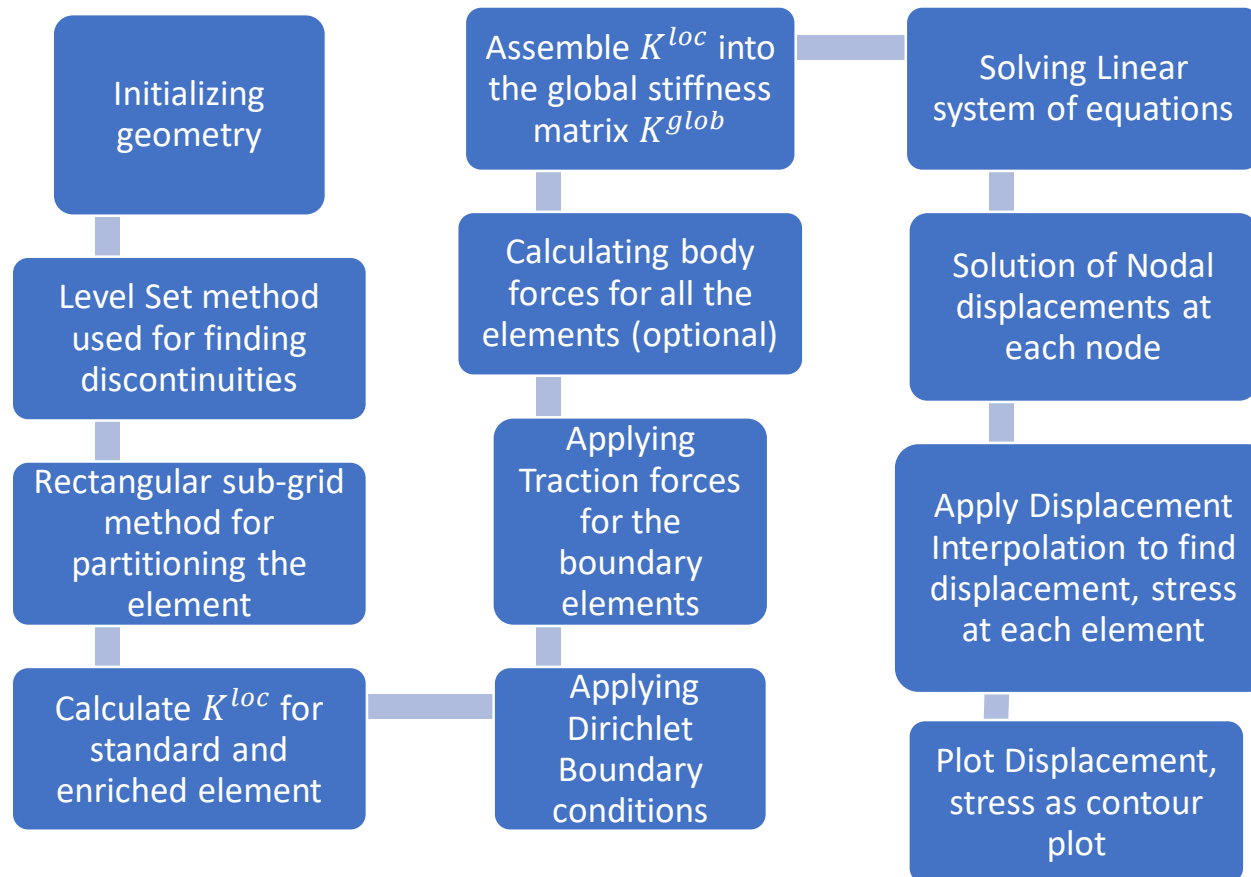 Initializing
geometry
Level Set method
used for finding
discontinuities
Rectangular sub-grid
method for
partitioning the
element
Calculate K^{loc} for
standard and
enriched element
Applying
Dirichlet
Boundary
conditions
Applying
Traction forces
for the
boundary
elements
Calculating body
forces for all the
elements (optional)
Assemble K^{loc} into
the global stiffness
matrix K^{glob}
Solving Linear
system of equations
Solution of Nodal
displacements at
each node
Apply Displacement
Interpolation to find
displacement, stress
at each element
Plot Displacement,
stress as contour
plot